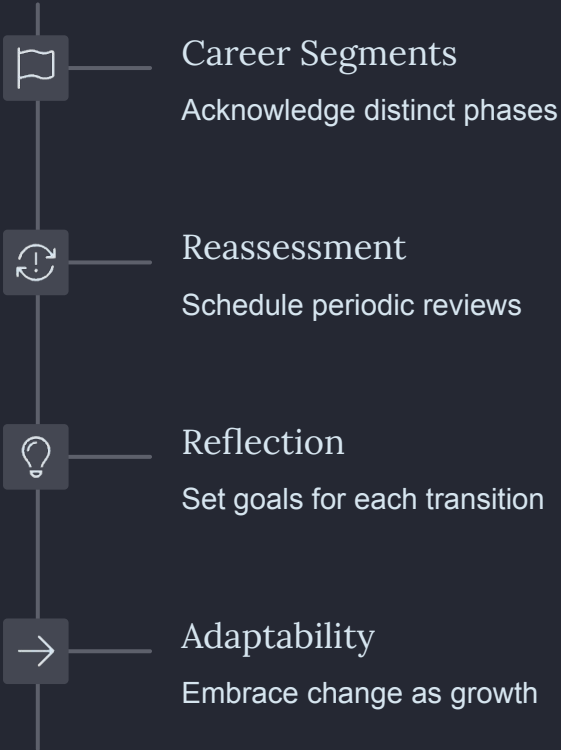 Career Segments
Acknowledge distinct phases
Reassessment
Schedule periodic reviews
Reflection
Set goals for each transition
Adaptability
Embrace change as growth